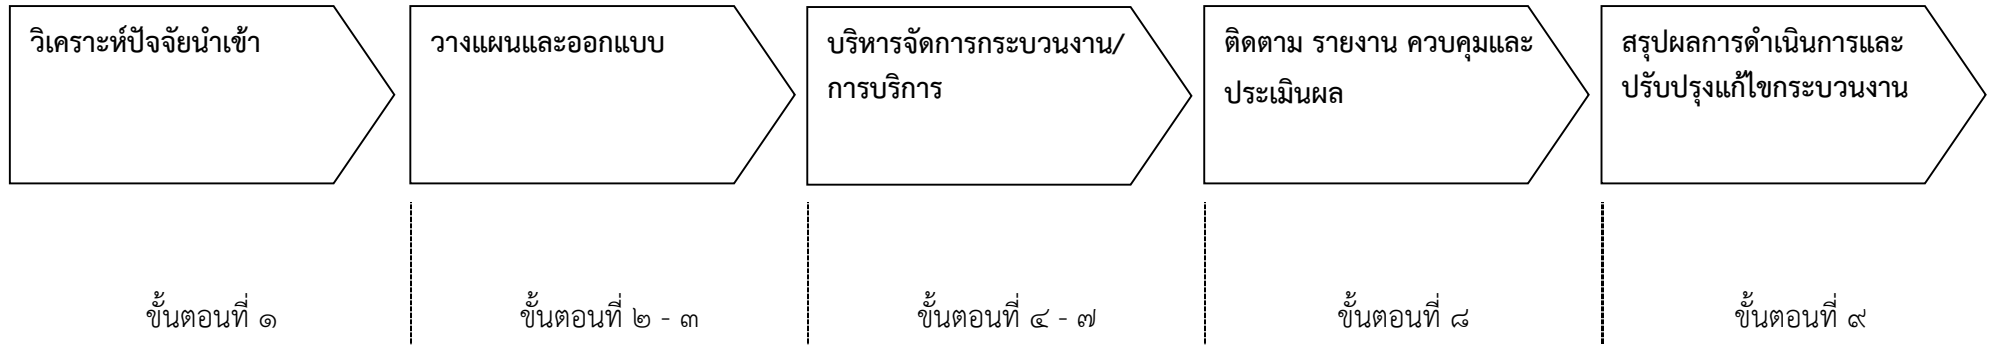 วิเคราะห์ปัจจัยนำเข้า
วางแผนและออกแบบ
บริหารจัดการกระบวนงาน/
การบริการ
ติดตาม รายงาน ควบคุมและ
ประเมินผล
สรุปผลการดำเนินการและ
ปรับปรุงแก้ไขกระบวนงาน
ขั้นตอนที่ ๑
ขั้นตอนที่ ๒ - ๓
ขั้นตอนที่ ๔ - ๗
ขั้นตอนที่ ๘
ขั้นตอนที่ ๙